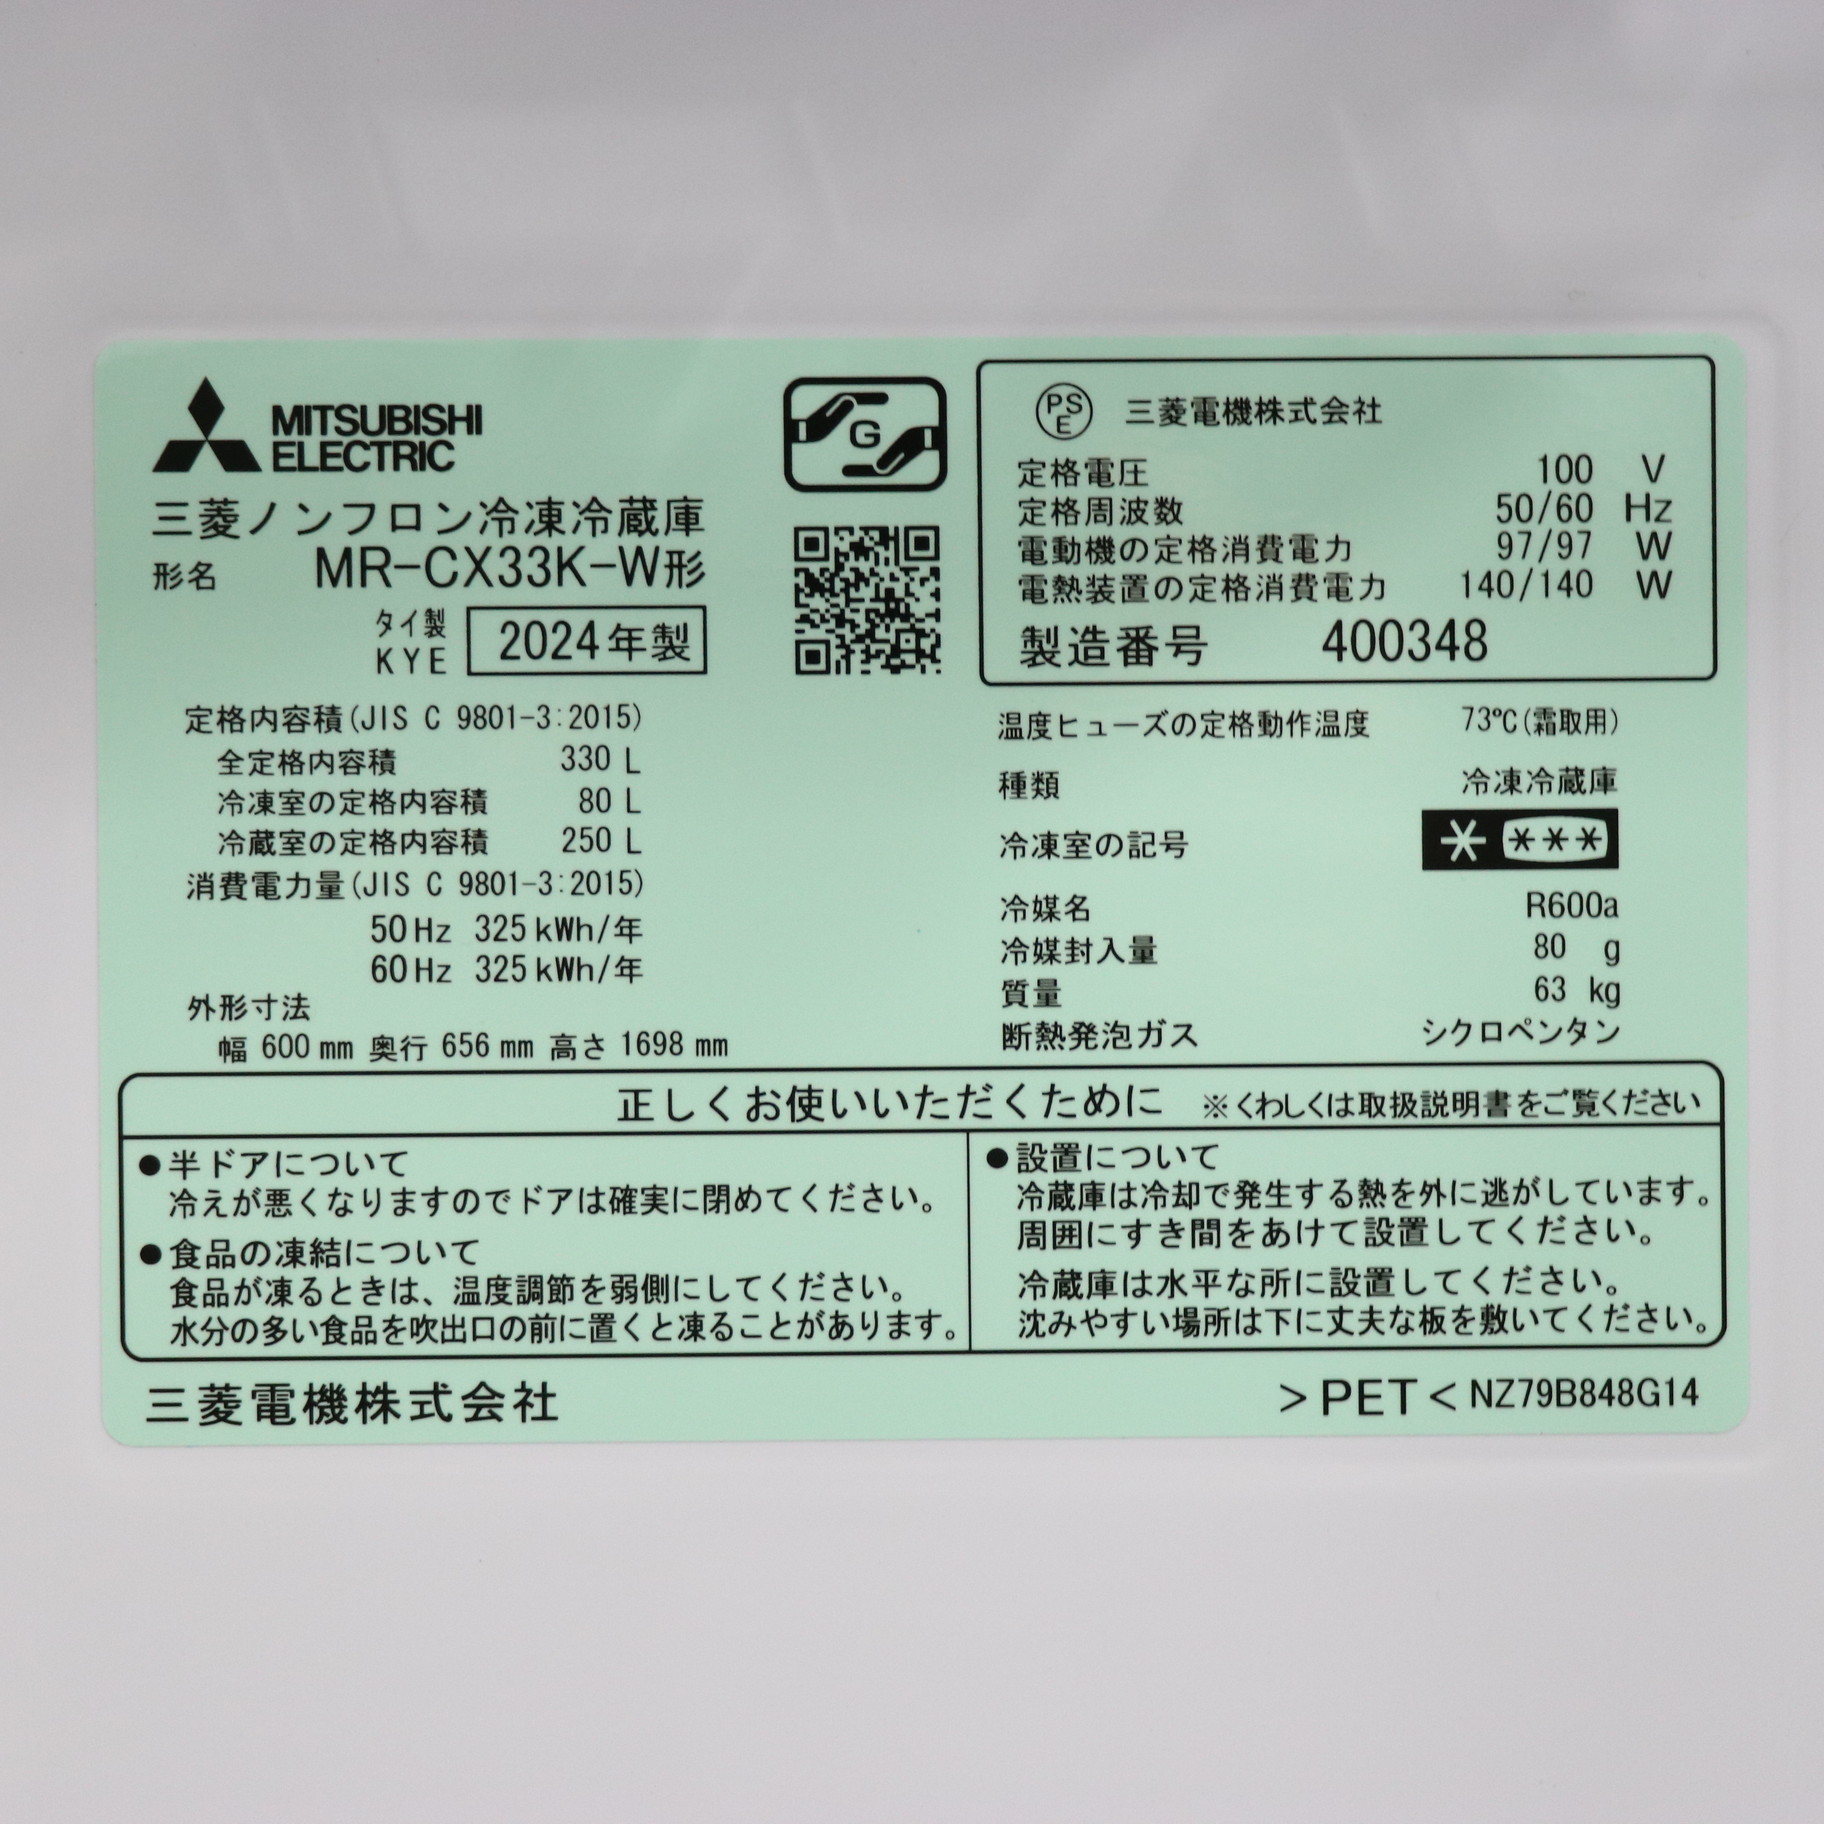 MITSUBISHI
ELECTRIC
三菱ノンフロン冷凍冷蔵庫
形名 MR-CX33K-W形
タイ製
KYE
2024年製
G
PSE 三菱電機株式会社
定格電圧 100 V
定格周波数 50/60 Hz
電動機の定格消費電力 97/97 W
電熱装置の定格消費電力 140/140 W
製造番号 400348
定格内容積(JIS C 9801-3:2015)
全定格内容積 330 L
冷凍室の定格内容積 80 L
冷蔵室の定格内容積 250 L
消費電力量(JIS C 9801-3:2015)
50Hz 325kWh/年
60Hz 325kWh/年
外形寸法
幅 600 mm 奥行 656 mm 高さ 1698 mm
温度ヒューズの定格動作温度 73℃(霜取用)
種類 冷凍冷蔵庫
冷凍室の記号 * ***
冷媒名 R600a
冷媒封入量 80 g
質量 63 kg
断熱発泡ガス シクロペンタン
正しくお使いいただくために ※くわしくは取扱説明書をご覧ください
●半ドアについて
冷えが悪くなりますのでドアは確実に閉めてください。
●食品の凍結について
食品が凍るときは、温度調節を弱側にしてください。
水分の多い食品を吹出口の前に置くと凍ることがあります。
●設置について
冷蔵庫は冷却で発生する熱を外に逃がしています。
周囲にすき間をあけて設置してください。
冷蔵庫は水平な所に設置してください。
沈みやすい場所は下に丈夫な板を敷いてください。
三菱電機株式会社
>PET< NZ79B848G14